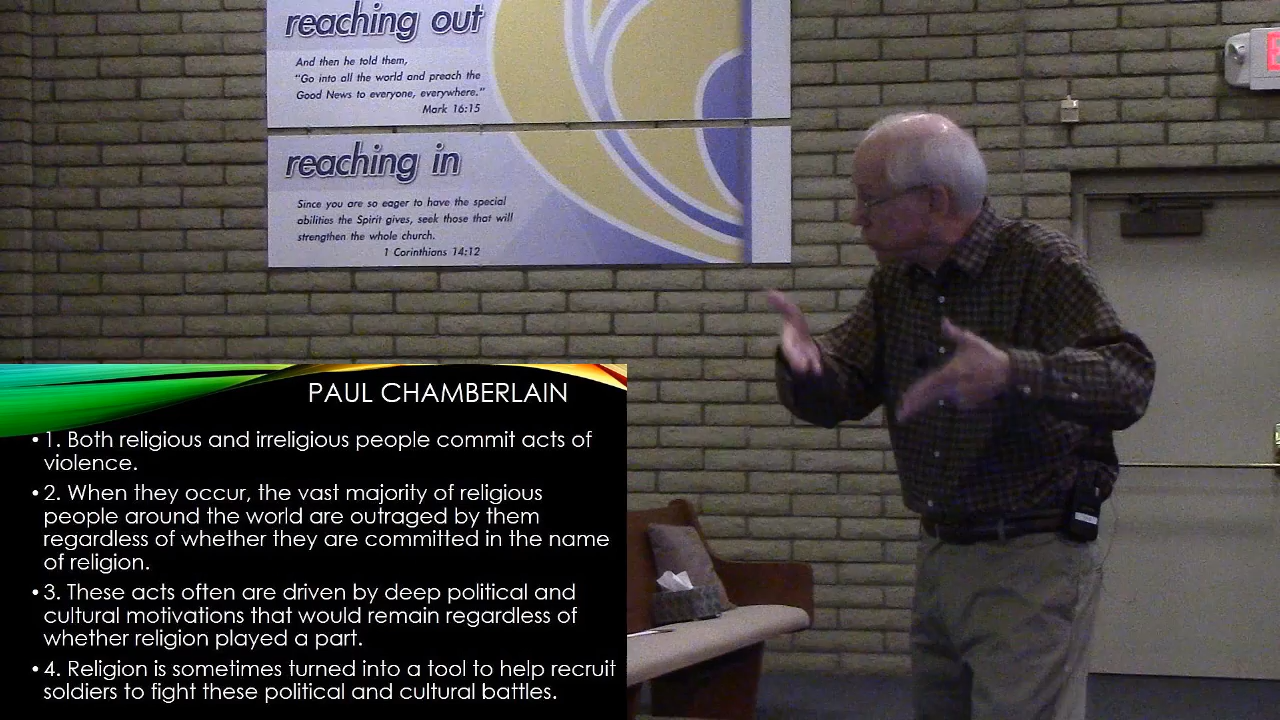 reaching out
And then he told them,
"Go into all the world and preach the
Good News to everyone, everywhere."
Mark 16:15
reaching in
Since you are so eager to have the special
abilities the Spirit gives, seek those that will
strengthen the whole church.
1 Corinthians 14:12
PAUL CHAMBERLAIN
• 1. Both religious and irreligious people commit acts of
violence.
• 2. When they occur, the vast majority of religious
people around the world are outraged by them
regardless of whether they are committed in the name
of religion.
• 3. These acts often are driven by deep political and
cultural motivations that would remain regardless of
whether religion played a part.
• 4. Religion is sometimes turned into a tool to help recruit
soldiers to fight these political and cultural battles.